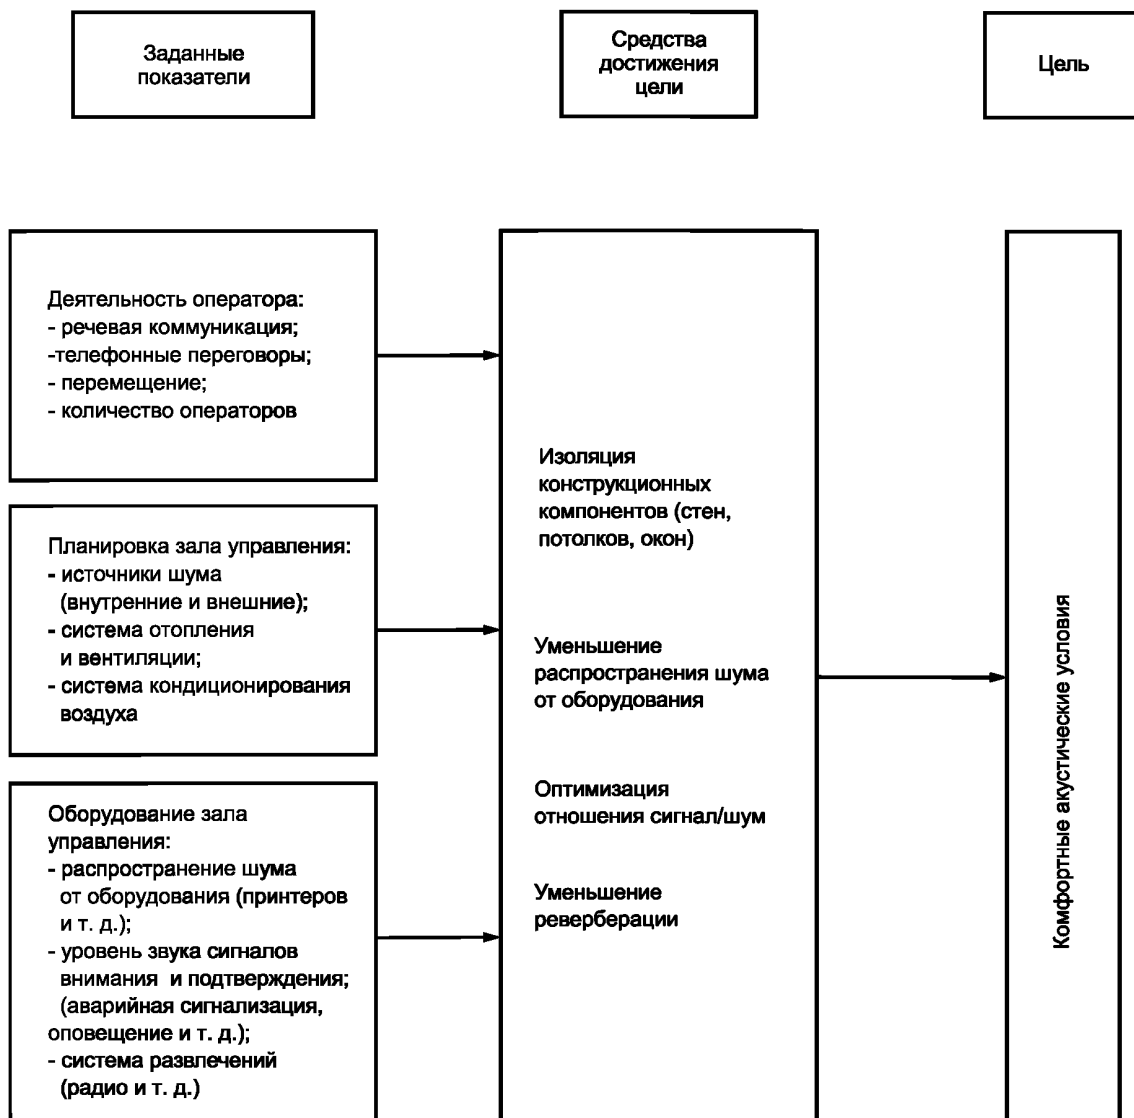 Заданные
показатели
Средства
достижения
цели
Цель
Деятельность оператора:
- речевая коммуникация;
-телефонные переговоры;
- перемещение;
- количество операторов
Планировка зала управления:
- источники шума
(внутренние и внешние);
- система отопления
и вентиляции;
- система кондиционирования
воздуха
Оборудование зала
управления:
- распространение шума
от оборудования (принтеров
и т. д.);
- уровень звука сигналов
внимания и подтверждения;
(аварийная сигнализация,
оповещение и т. д.);
- система развлечений
(радио и т. д.)
Изоляция
конструкционных
компонентов (стен,
потолков, окон)
Уменьшение
распространения шума
от оборудования
Оптимизация
отношения сигнал/шум
Уменьшение
реверберации
Комфортные акустические условия